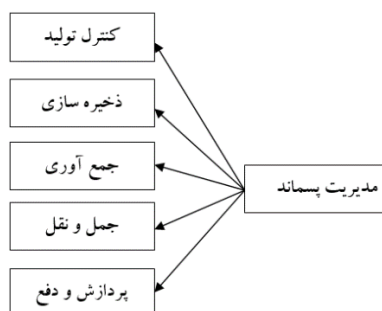 کنترل تولید
ذخیره سازی
جمع آوری
مدیریت پسماند
جمل و نقل
پردازش و دفع